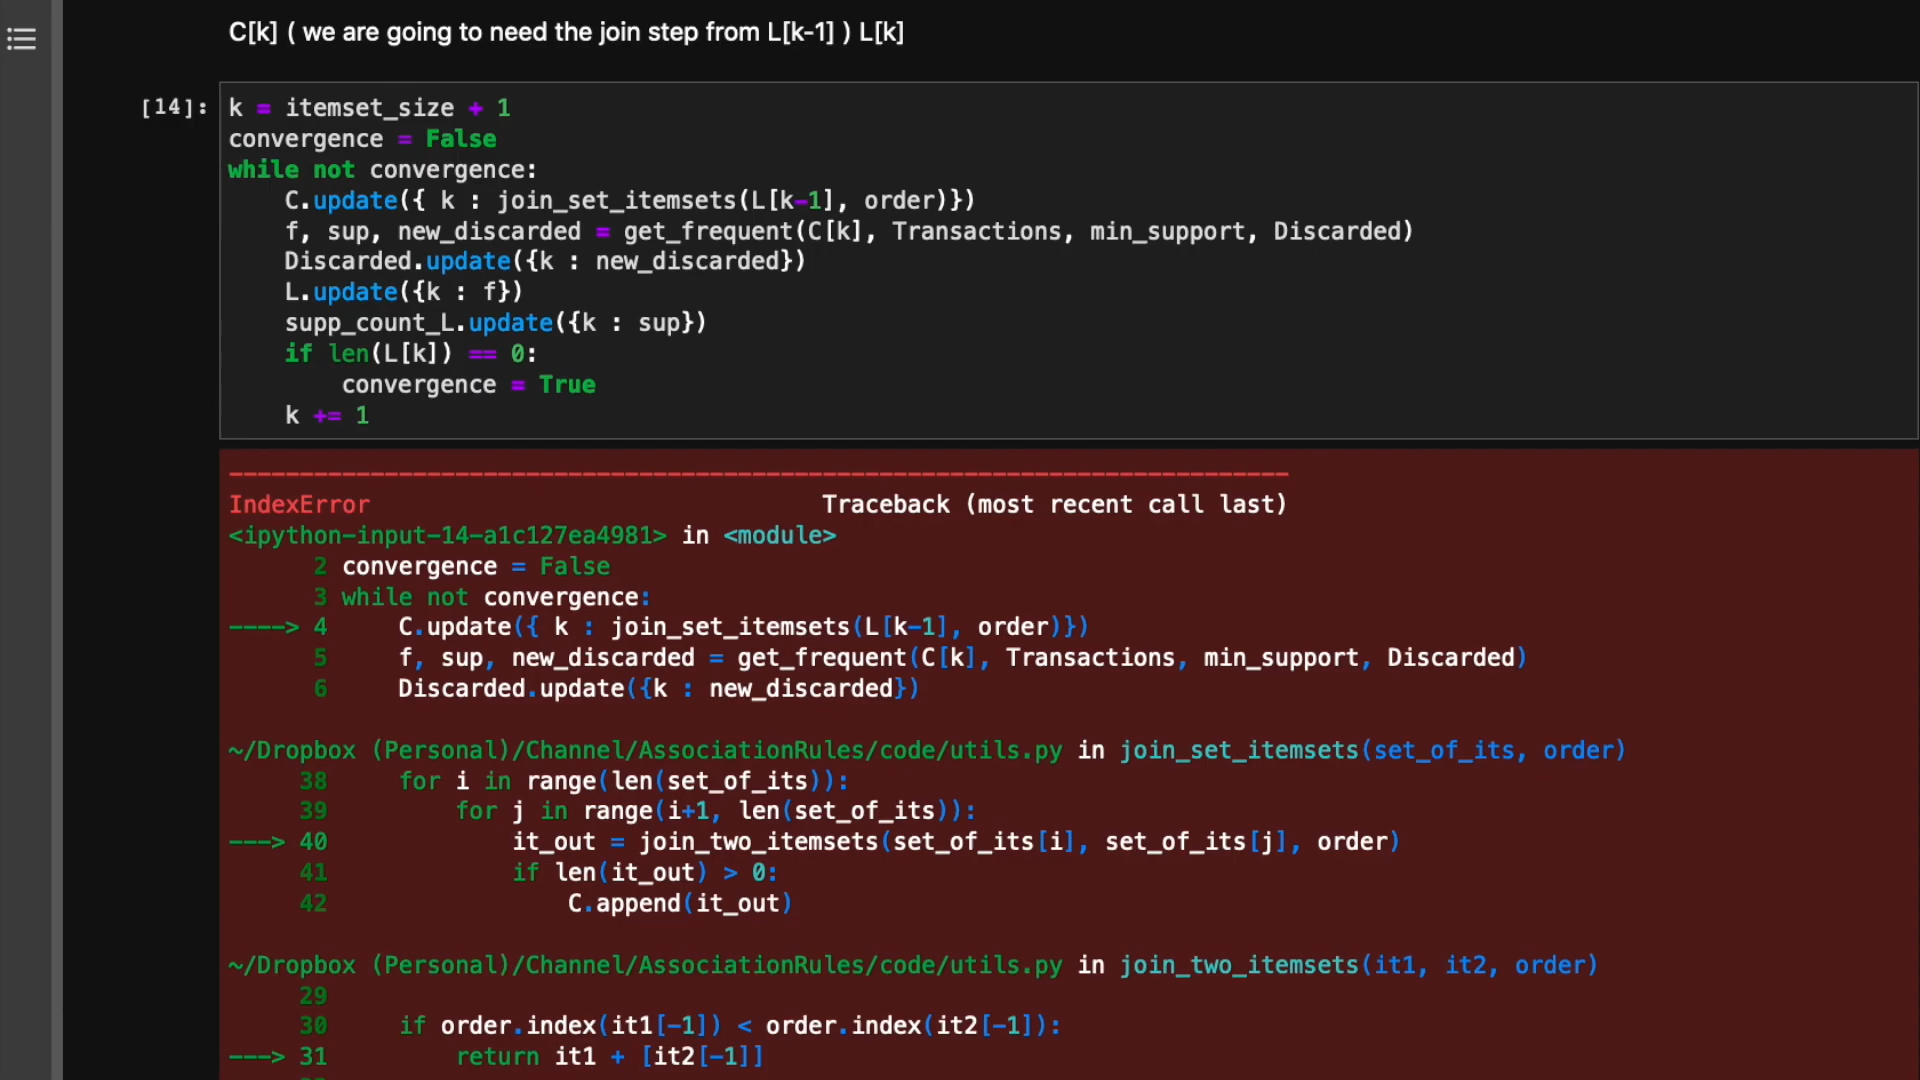 C[k] ( we are going to need the join step from L[k-1] ) L[k]
[14]: k = itemset_size + 1
convergence = False
while not convergence:
    C.update({ k : join_set_itemsets(L[k-1], order)})
    f, sup, new_discarded = get_frequent(C[k], Transactions, min_support, Discarded)
    Discarded.update({k : new_discarded})
    L.update({k : f})
    supp_count_L.update({k : sup})
    if len(L[k]) == 0:
        convergence = True
    k += 1
---------------------------------------------------------------------------
IndexError                                Traceback (most recent call last)
<ipython-input-14-a1c127ea4981> in <module>
      2 convergence = False
      3 while not convergence:
----> 4     C.update({ k : join_set_itemsets(L[k-1], order)})
      5     f, sup, new_discarded = get_frequent(C[k], Transactions, min_support, Discarded)
      6     Discarded.update({k : new_discarded})
~/Dropbox (Personal)/Channel/AssociationRules/code/utils.py in join_set_itemsets(set_of_its, order)
     38     for i in range(len(set_of_its)):
     39         for j in range(i+1, len(set_of_its)):
---> 40             it_out = join_two_itemsets(set_of_its[i], set_of_its[j], order)
     41             if len(it_out) > 0:
     42                 C.append(it_out)
~/Dropbox (Personal)/Channel/AssociationRules/code/utils.py in join_two_itemsets(it1, it2, order)
     29
     30     if order.index(it1[-1]) < order.index(it2[-1]):
---> 31         return it1 + [it2[-1]]